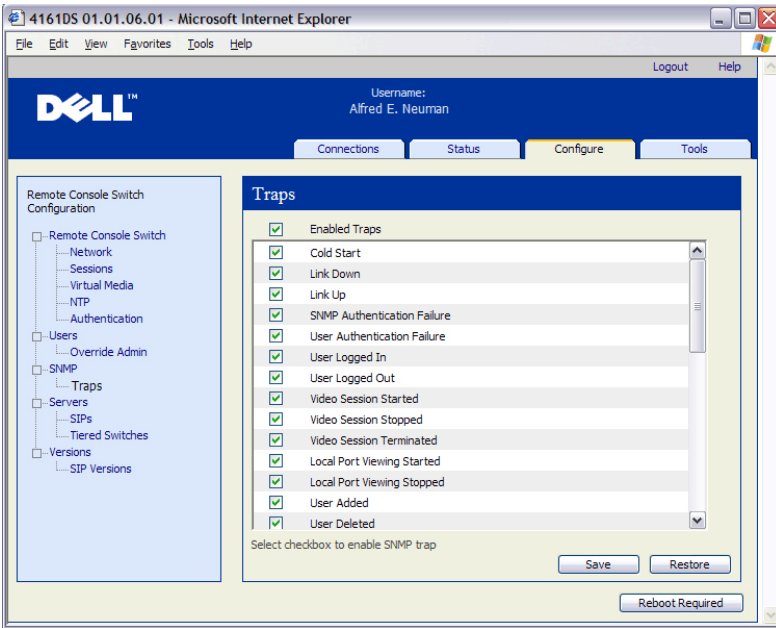 4161DS 01.01.06.01 - Microsoft Internet Explorer
File Edit View Favorites Tools Help
Logout Help
DELL™
Username:
Alfred E. Neuman
Connections Status Configure Tools
Remote Console Switch
Configuration
Remote Console Switch
Network
Sessions
Virtual Media
NTP
Authentication
Users
Override Admin
SNMP
Traps
Servers
SIPs
Tiered Switches
Versions
SIP Versions
Traps
Enabled Traps
Cold Start
Link Down
Link Up
SNMP Authentication Failure
User Authentication Failure
User Logged In
User Logged Out
Video Session Started
Video Session Stopped
Video Session Terminated
Local Port Viewing Started
Local Port Viewing Stopped
User Added
User Deleted
Select checkbox to enable SNMP trap
Save Restore
Reboot Required